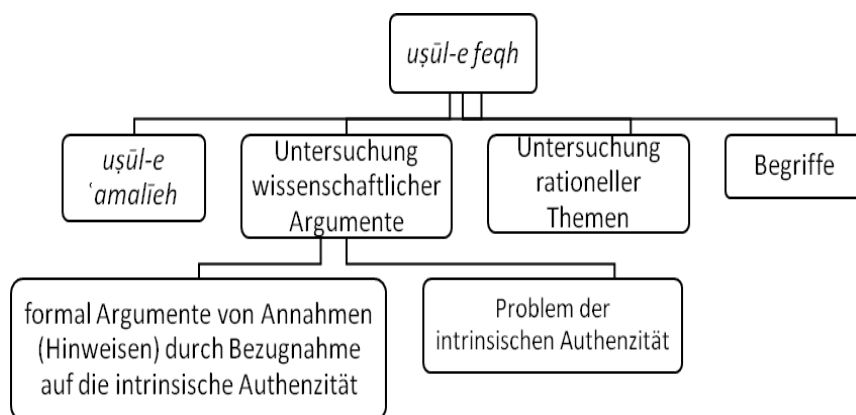 uṣūl-e feqh
uṣūl-e
ʿamalīeh
Untersuchung
wissenschaftlicher
Argumente
Untersuchung
rationeller
Themen
Begriffe
formal Argumente von Annahmen
(Hinweisen) durch Bezugnahme
auf die intrinsische Authenzität
Problem der
intrinsischen Authenzität